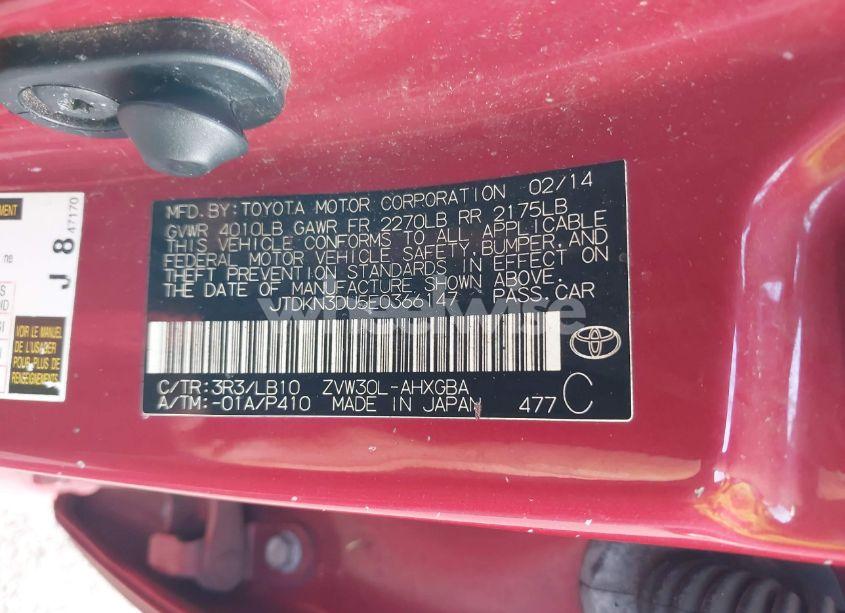 MFD. BY: TOYOTA MOTOR CORPORATION 02/14
GVWR 4010LB GAWR FR 2270LB RR 2175LB
THIS VEHICLE CONFORMS TO ALL APPLICABLE
FEDERAL MOTOR VEHICLE SAFETY, BUMPER, AND
THEFT PREVENTION STANDARDS IN EFFECT ON
THE DATE OF MANUFACTURE SHOWN ABOVE.
JTDKN3DU5E0366147 PASS. CAR
C/TR: 3R3/LB10 ZVW30L-AHXGBA
A/TM: -01A/P410 MADE IN JAPAN 477 C
TOYOTA
wheelwise
J 8 47170
VOIR LE MANUEL
DE L'USAGER
POUR PLUS DE
RENSEIGNEMENTS